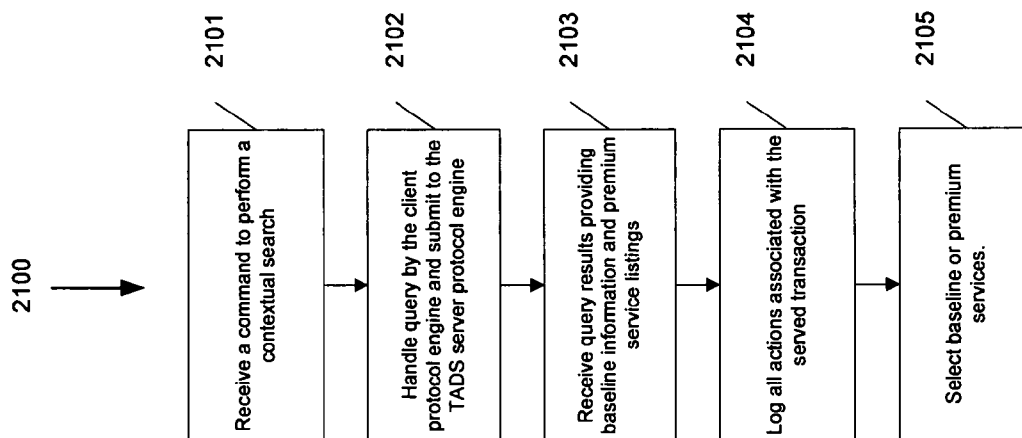 2100
2101
Receive a command to perform a
contextual search
2102
Handle query by the client
protocol engine and submit to the
TADS server protocol engine
2103
Receive query results providing
baseline information and premium
service listings
2104
Log all actions associated with the
served transaction
2105
Select baseline or premium
services.